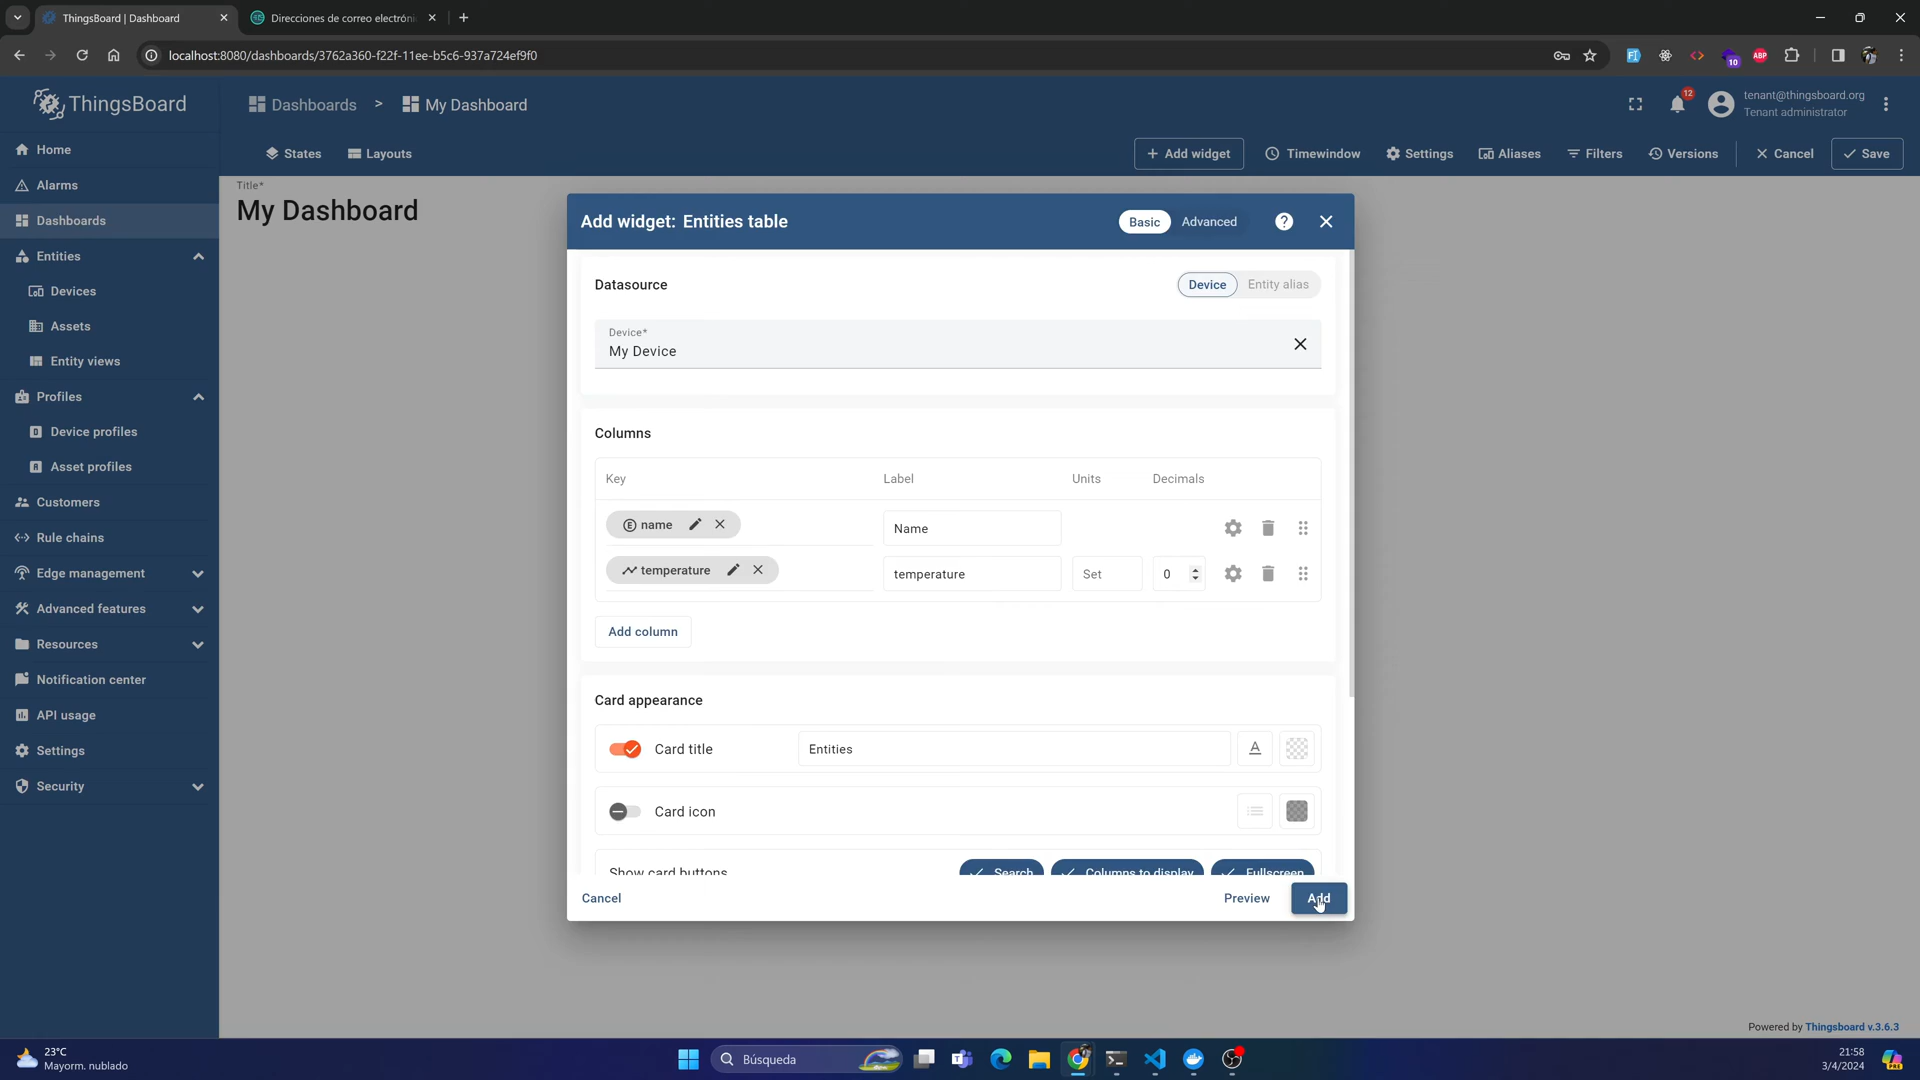 ThingsBoard | Dashboard
Direcciones de correo electróni
localhost:8080/dashboards/3762a360-f22f-11ee-b5c6-937a724ef9f0
10
ABP
ThingsBoard
Dashboards > My Dashboard
12
tenant@thingsboard.org
Tenant administrator
Home
Alarms
Dashboards
Entities
Devices
Assets
Entity views
Profiles
Device profiles
Asset profiles
Customers
Rule chains
Edge management
Advanced features
Resources
Notification center
API usage
Settings
Security
States
Layouts
+ Add widget
Timewindow
Settings
Aliases
Filters
Versions
Cancel
Save
Title*
My Dashboard
Add widget: Entities table
Basic
Advanced
Datasource
Device
Entity alias
Device*
My Device
Columns
Key
Label
Units
Decimals
name
Name
temperature
temperature
Set
0
Add column
Card appearance
Card title
Entities
Card icon
Show card buttons
Search
Columns to display
Fullscreen
Cancel
Preview
Add
Powered by Thingsboard v.3.6.3
23°C
Mayorm. nublado
Búsqueda
21:58
3/4/2024